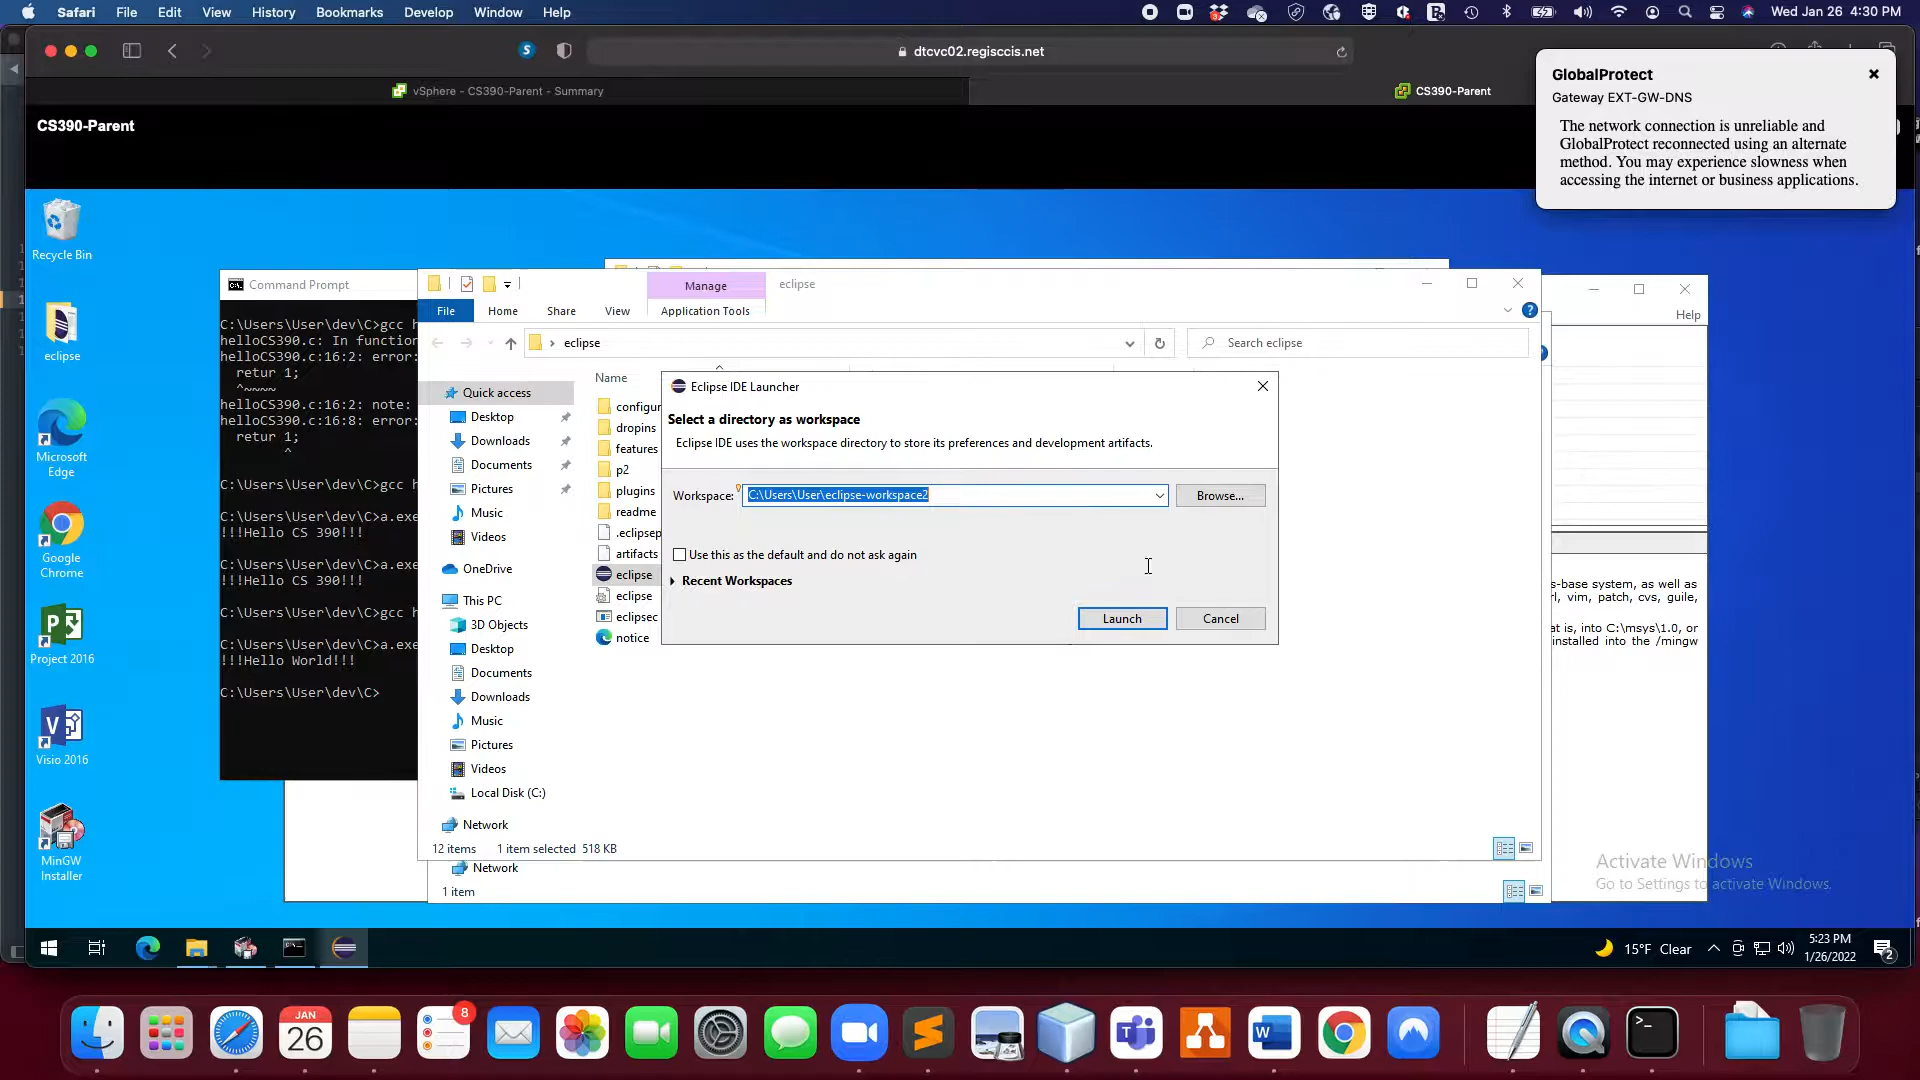 Safari File Edit View History Bookmarks Develop Window Help
Wed Jan 26 4:30 PM
dtcvc02.regisccis.net
vSphere - CS390-Parent - Summary
CS390-Parent
GlobalProtect
Gateway EXT-GW-DNS
The network connection is unreliable and
GlobalProtect reconnected using an alternate
method. You may experience slowness when
accessing the internet or business applications.
CS390-Parent
Recycle Bin
eclipse
Microsoft
Edge
Google
Chrome
Project 2016
Visio 2016
MinGW
Installer
Command Prompt
C:\Users\User\dev\C>gcc h
helloCS390.c: In function
helloCS390.c:16:2: error:
retur 1;
^~~~~
helloCS390.c:16:2: note:
helloCS390.c:16:8: error:
retur 1;
^
C:\Users\User\dev\C>gcc h
C:\Users\User\dev\C>a.exe
!!!Hello CS 390!!!
C:\Users\User\dev\C>a.exe
!!!Hello CS 390!!!
C:\Users\User\dev\C>gcc h
C:\Users\User\dev\C>a.exe
!!!Hello World!!!
C:\Users\User\dev\C>
Manage
eclipse
File Home Share View Application Tools
eclipse
Search eclipse
Quick access
Desktop
Downloads
Documents
Pictures
Music
Videos
OneDrive
This PC
3D Objects
Desktop
Documents
Downloads
Music
Pictures
Videos
Local Disk (C:)
Network
Name
configur
dropins
features
p2
plugins
readme
.eclipsep
artifacts
eclipse
eclipse
eclipsec
notice
12 items 1 item selected 518 KB
Network
1 item
Eclipse IDE Launcher
Select a directory as workspace
Eclipse IDE uses the workspace directory to store its preferences and development artifacts.
Workspace: C:\Users\User\eclipse-workspace2
Browse...
Use this as the default and do not ask again
Recent Workspaces
Launch
Cancel
Help
s-base system, as well as
rl, vim, patch, cvs, guile,
at is, into C:\msys\1.0, or
installed into the /mingw
Activate Windows
Go to Settings to activate Windows.
15°F Clear
5:23 PM
1/26/2022
2
JAN
26
8